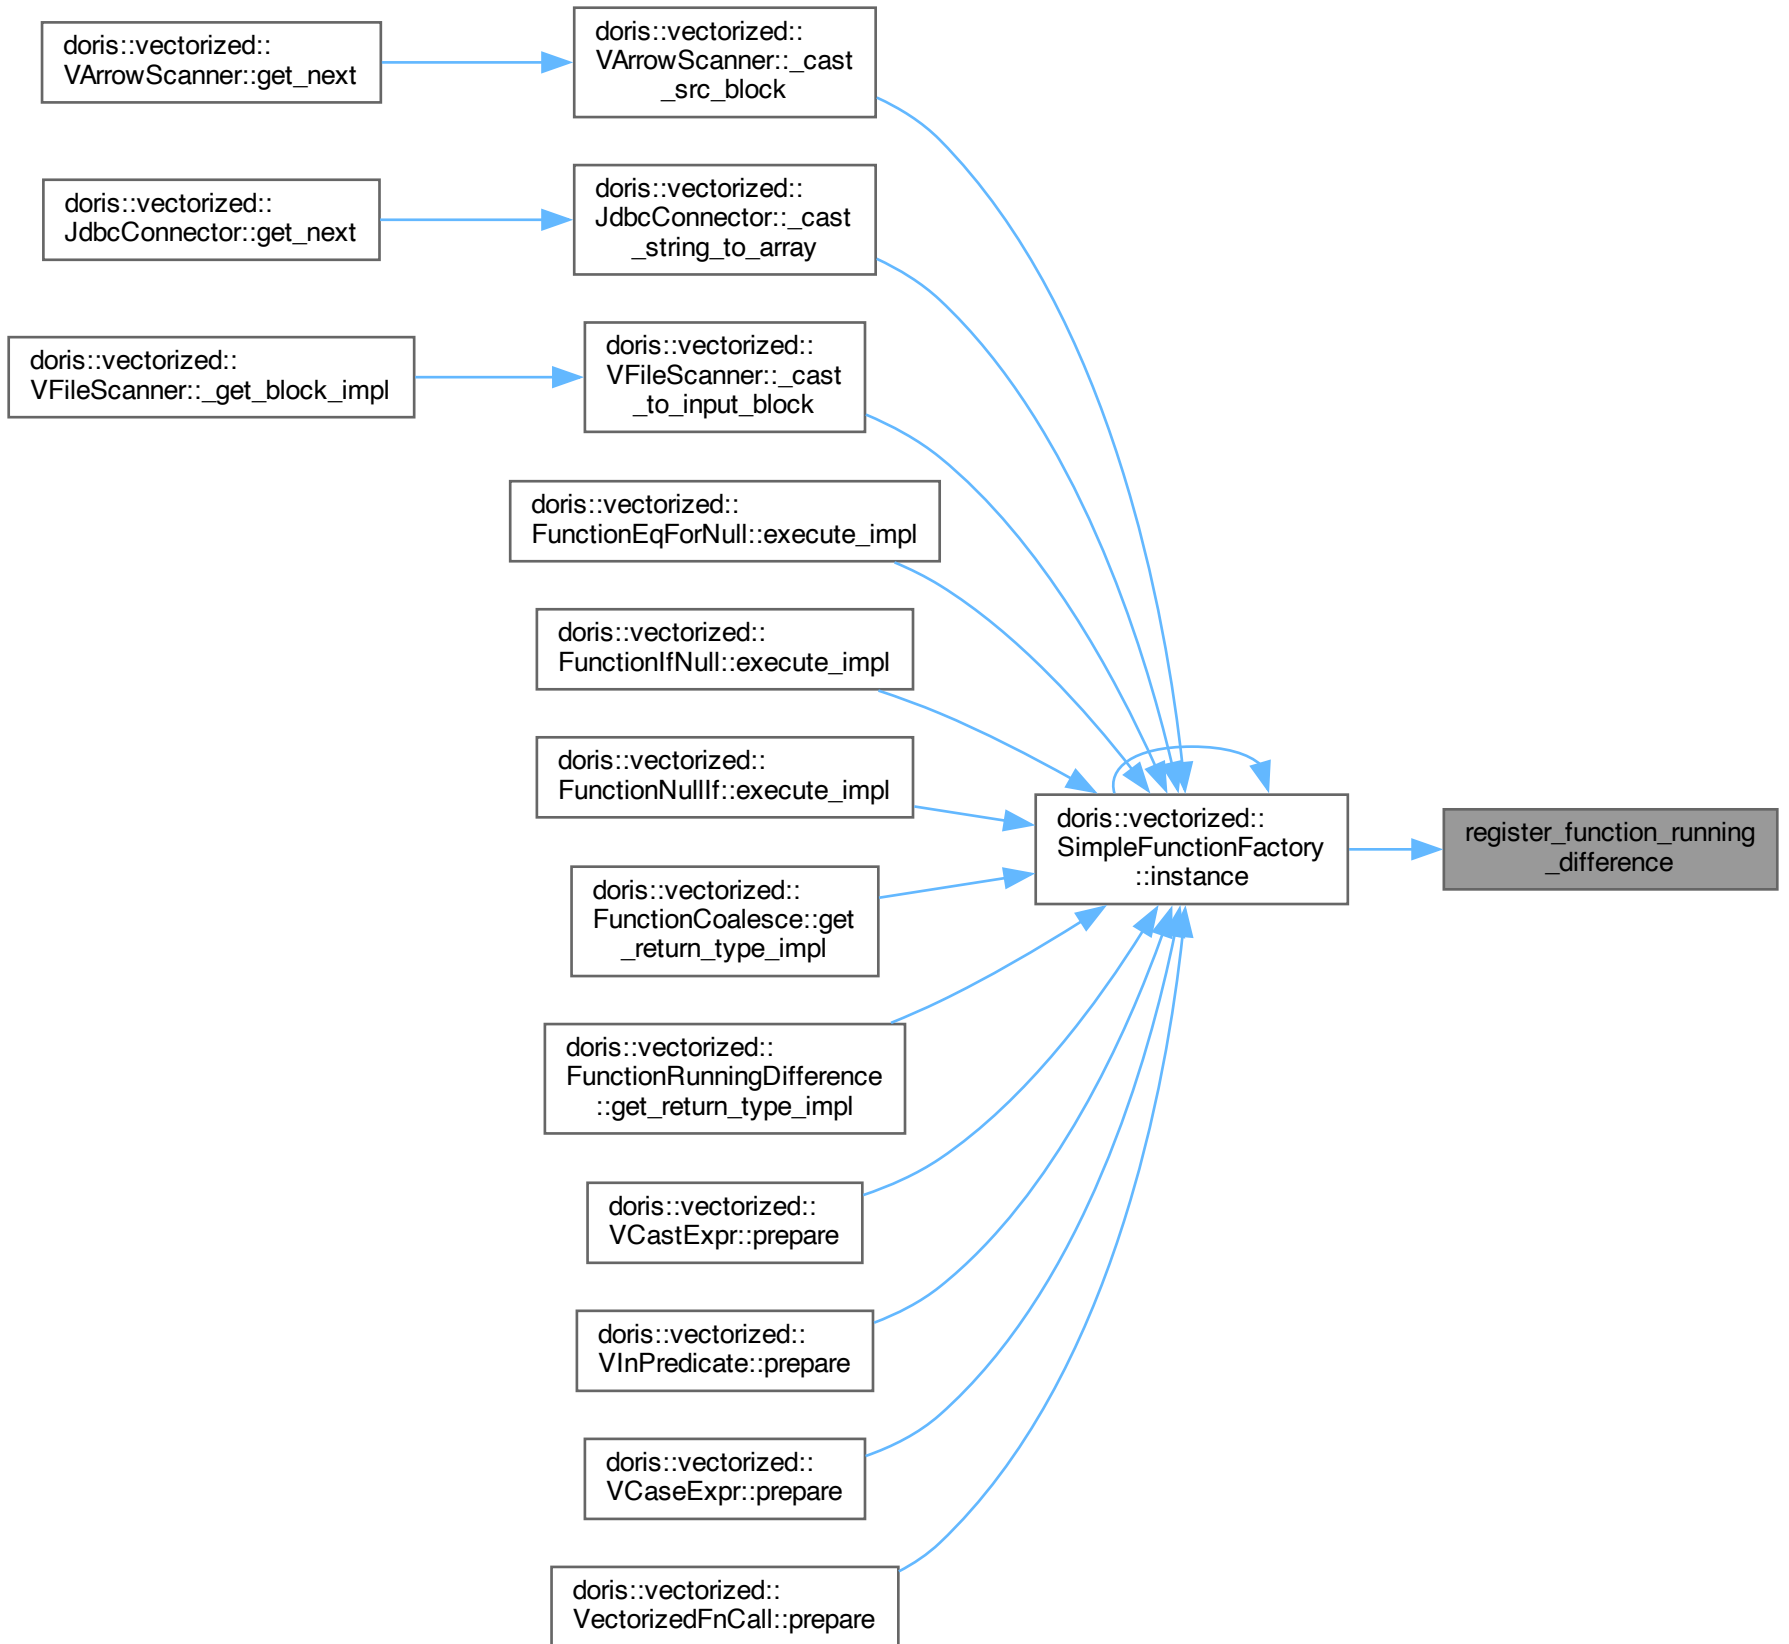 doris::vectorized::
VArrowScanner::get_next
doris::vectorized::
VArrowScanner::_cast
_src_block
doris::vectorized::
JdbcConnector::get_next
doris::vectorized::
JdbcConnector::_cast
_string_to_array
doris::vectorized::
VFileScanner::_get_block_impl
doris::vectorized::
VFileScanner::_cast
_to_input_block
doris::vectorized::
FunctionEqForNull::execute_impl
doris::vectorized::
FunctionIfNull::execute_impl
doris::vectorized::
FunctionNullIf::execute_impl
doris::vectorized::
FunctionCoalesce::get
_return_type_impl
doris::vectorized::
FunctionRunningDifference
::get_return_type_impl
doris::vectorized::
VCastExpr::prepare
doris::vectorized::
VInPredicate::prepare
doris::vectorized::
VCaseExpr::prepare
doris::vectorized::
VectorizedFnCall::prepare
doris::vectorized::
SimpleFunctionFactory
::instance
register_function_running
_difference